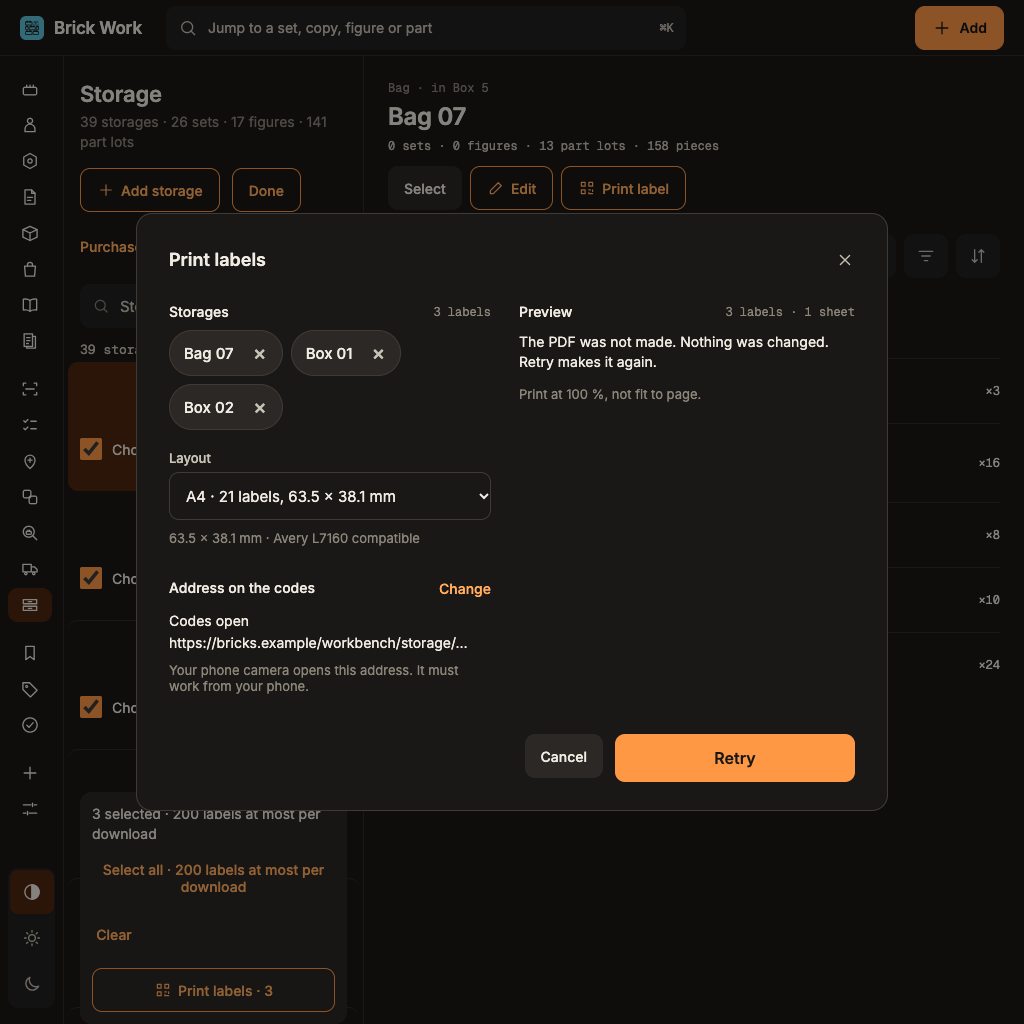 Brick Work
Jump to a set, copy, figure or part
⌘K
Add
Storage
39 storages · 26 sets · 17 figures · 141
part lots
Add storage
Done
Bag · in Box 5
Bag 07
0 sets · 0 figures · 13 part lots · 158 pieces
Select
Edit
Print label
Purchas
Sto
39 stora
Cho
Cho
Cho
×3
×16
×8
×10
×24
Print labels
Storages
3 labels
Bag 07
Box 01
Box 02
Layout
A4 · 21 labels, 63.5 × 38.1 mm
63.5 × 38.1 mm · Avery L7160 compatible
Address on the codes
Change
Codes open
https://bricks.example/workbench/storage/...
Your phone camera opens this address. It must
work from your phone.
Preview
3 labels · 1 sheet
The PDF was not made. Nothing was changed.
Retry makes it again.
Print at 100 %, not fit to page.
Cancel
Retry
3 selected · 200 labels at most per
download
Select all · 200 labels at most per
download
Clear
Print labels · 3